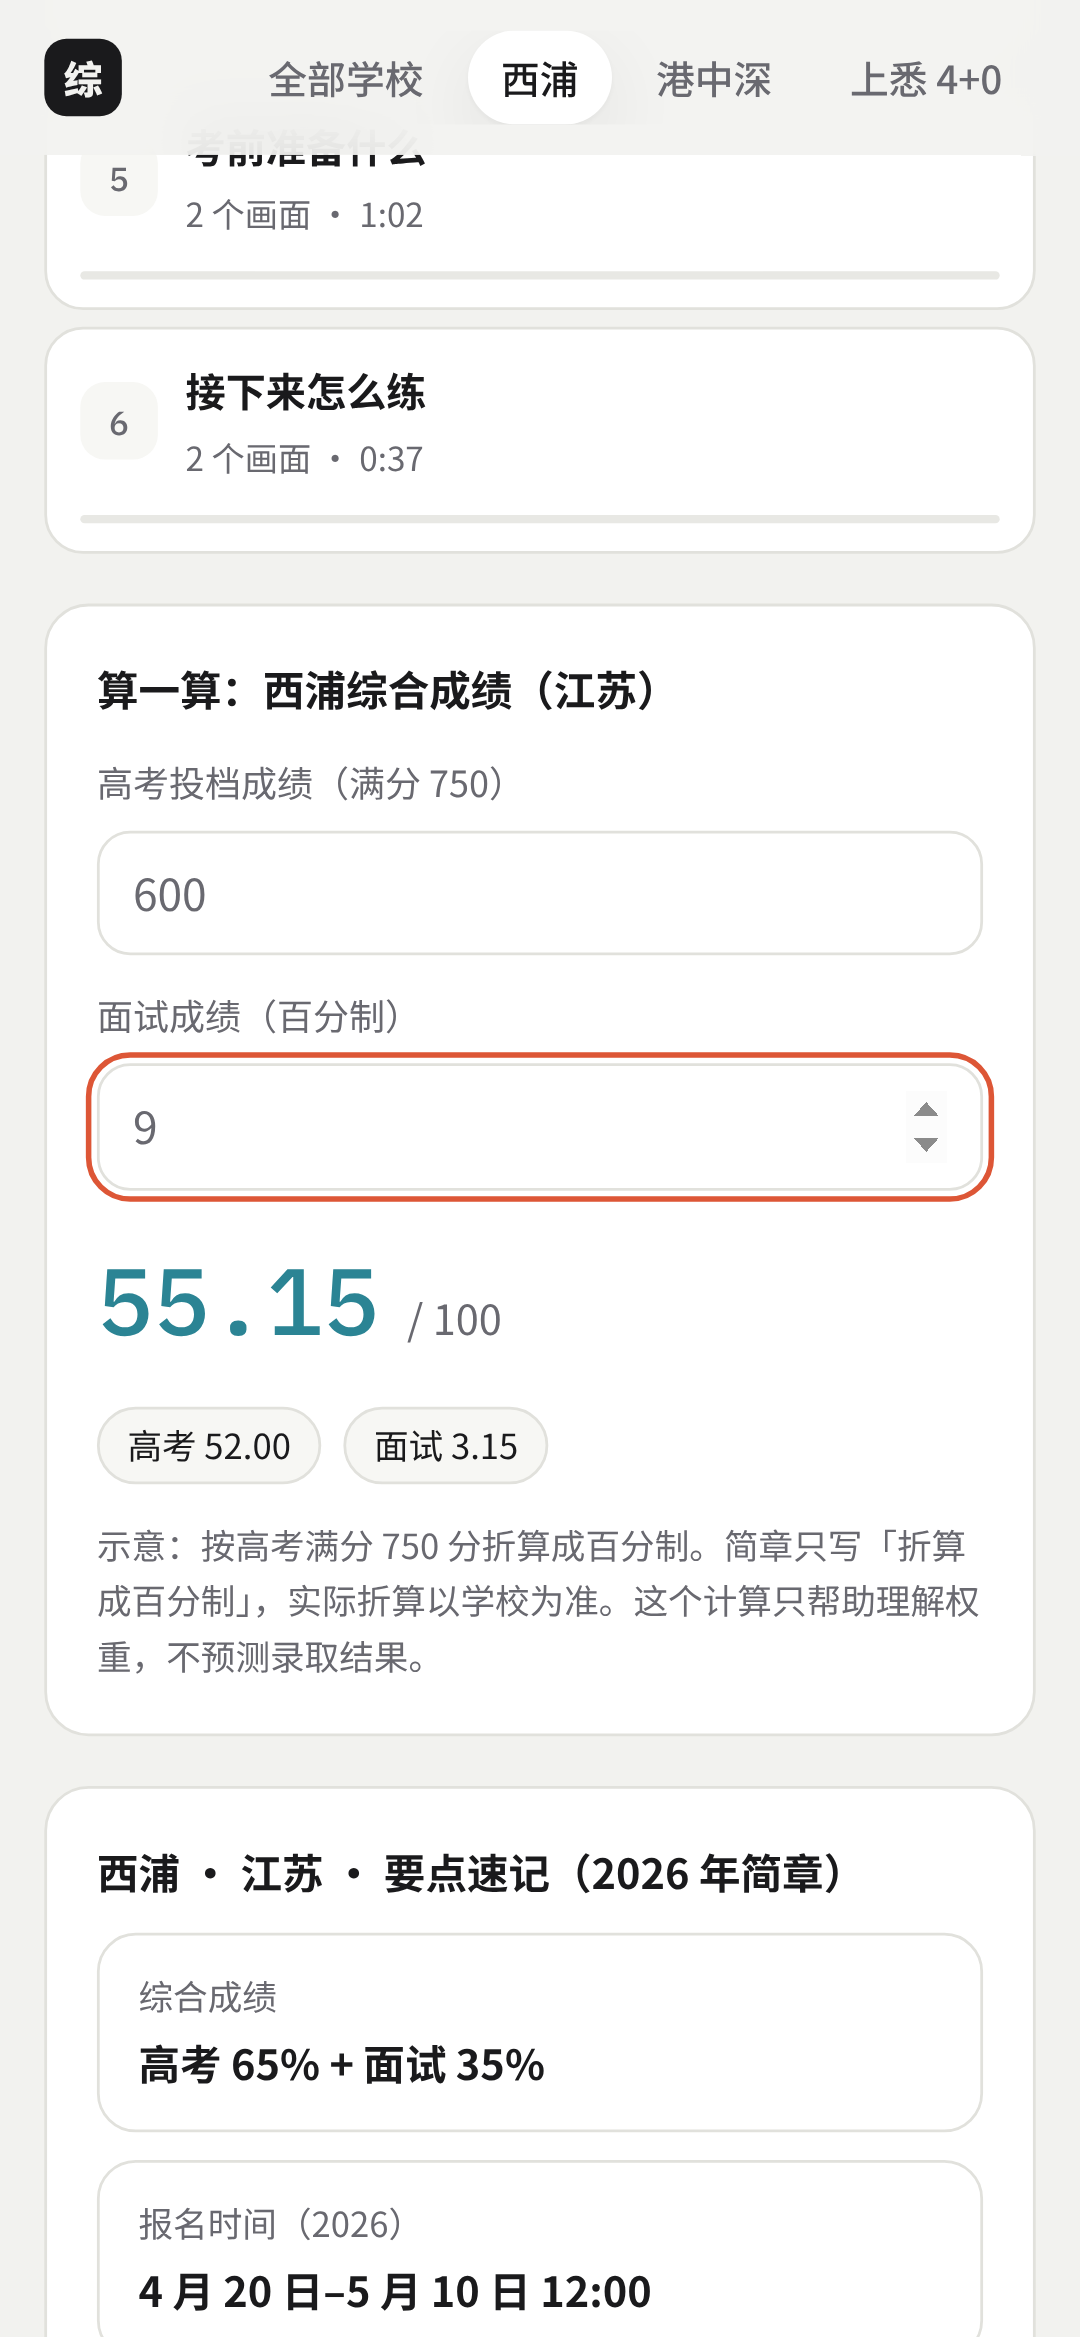 综
全部学校
西浦
港中深
上悉 4+0
5
考前准备什么
2 个画面 · 1:02
6
接下来怎么练
2 个画面 · 0:37
算一算：西浦综合成绩（江苏）
高考投档成绩（满分 750）
600
面试成绩（百分制）
9
55.15 / 100
高考 52.00
面试 3.15
示意：按高考满分 750 分折算成百分制。简章只写「折算
成百分制」，实际折算以学校为准。这个计算只帮助理解权
重，不预测录取结果。
西浦 · 江苏 · 要点速记（2026 年简章）
综合成绩
高考 65% + 面试 35%
报名时间（2026）
4 月 20 日–5 月 10 日 12:00